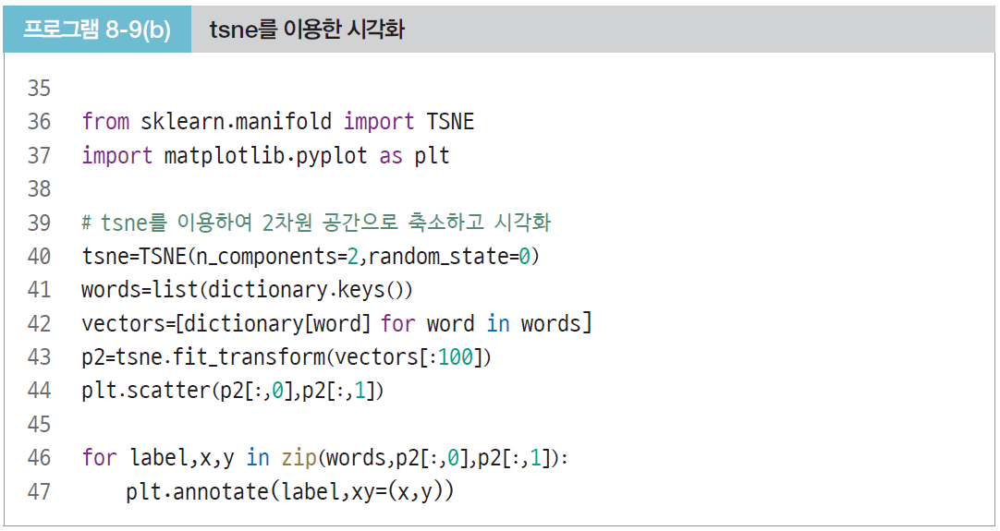 프로그램 8-9(b) tsne를 이용한 시각화
35
36 from sklearn.manifold import TSNE
37 import matplotlib.pyplot as plt
38
39 # tsne를 이용하여 2차원 공간으로 축소하고 시각화
40 tsne=TSNE(n_components=2,random_state=0)
41 words=list(dictionary.keys())
42 vectors=[dictionary[word] for word in words]
43 p2=tsne.fit_transform(vectors[:100])
44 plt.scatter(p2[:,0],p2[:,1])
45
46 for label,x,y in zip(words,p2[:,0],p2[:,1]):
47     plt.annotate(label,xy=(x,y))